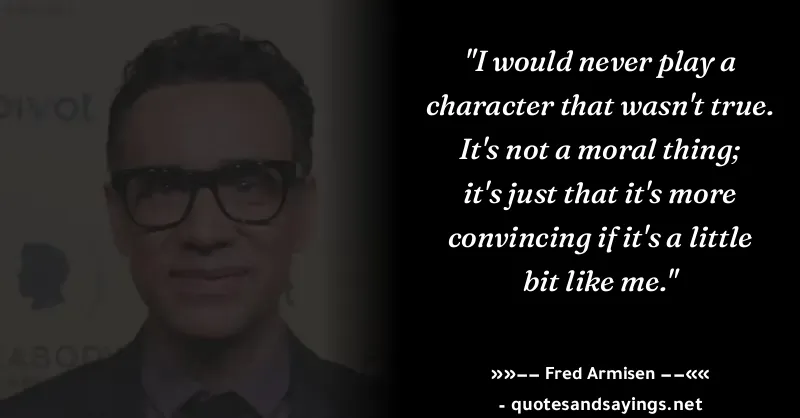 pivot
"I would never play a
character that wasn't true.
It's not a moral thing;
it's just that it's more
convincing if it's a little
bit like me."
»»–– Fred Armisen ––««
- quotesandsayings.net